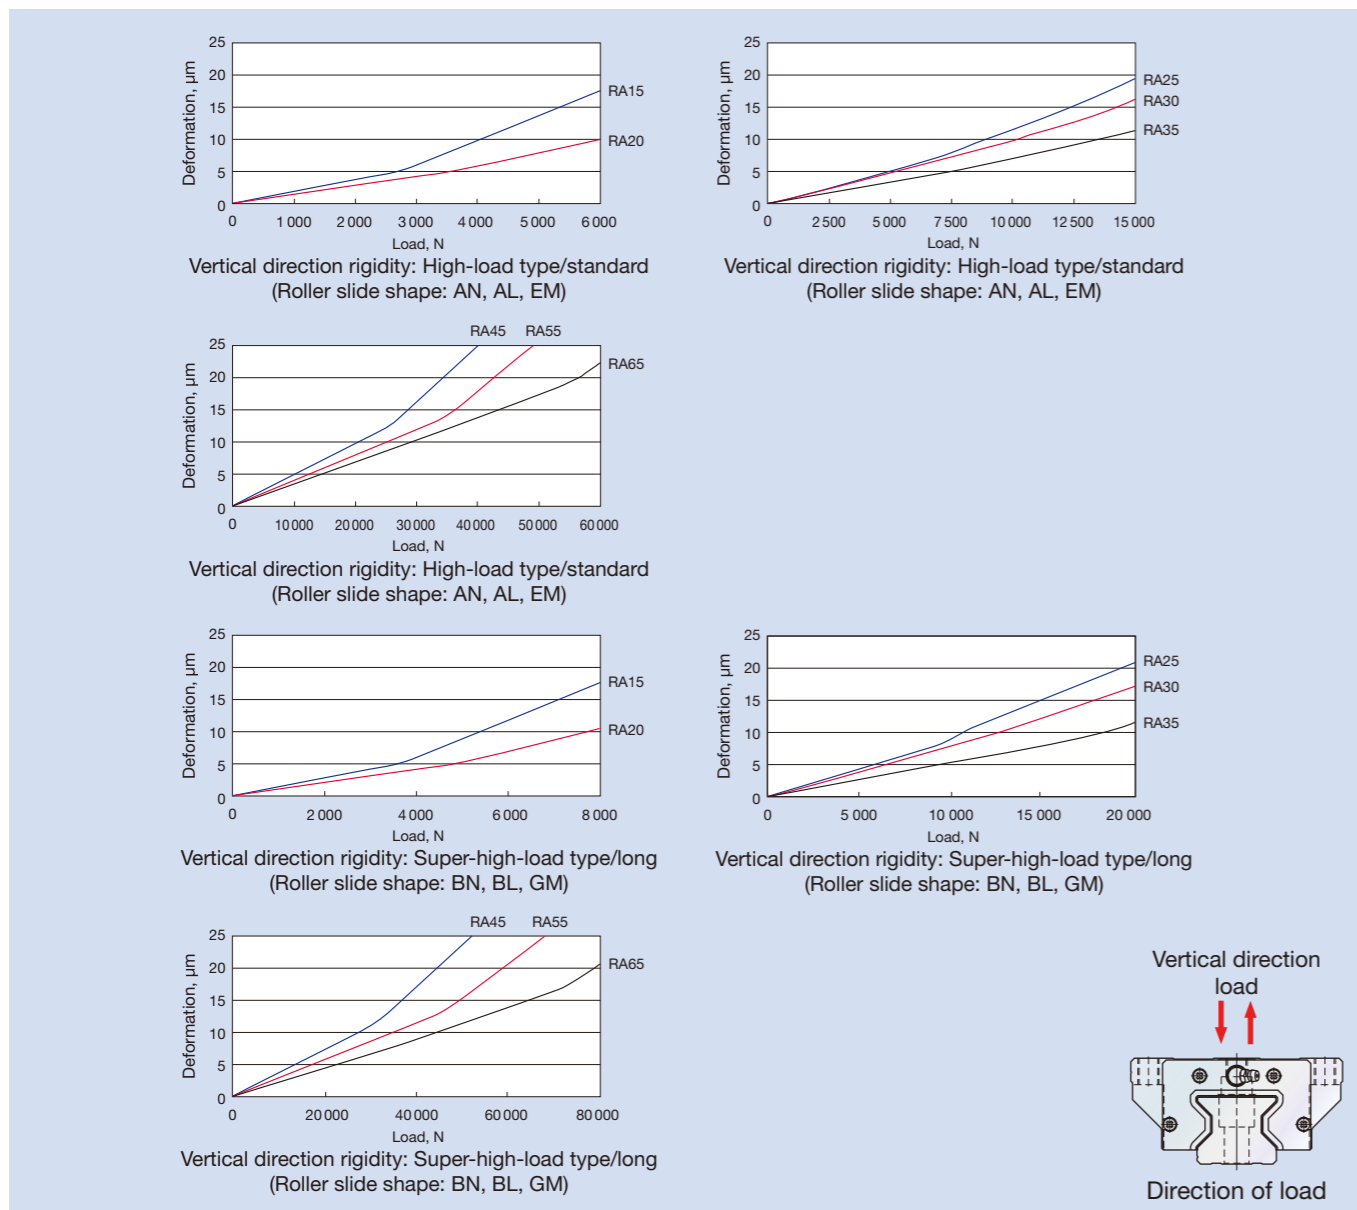 25
20
15
10
5
0
Deformation, μm
RA15
RA20
0 1 000 2 000 3 000 4 000 5 000 6 000
Load, N
Vertical direction rigidity: High-load type/standard
(Roller slide shape: AN, AL, EM)
25
20
15
10
5
0
Deformation, μm
RA25
RA30
RA35
0 2 500 5 000 7 500 10 000 12 500 15 000
Load, N
Vertical direction rigidity: High-load type/standard
(Roller slide shape: AN, AL, EM)
RA45 RA55
25
20
15
10
5
0
Deformation, μm
RA65
0 10 000 20 000 30 000 40 000 50 000 60 000
Load, N
Vertical direction rigidity: High-load type/standard
(Roller slide shape: AN, AL, EM)
25
20
15
10
5
0
Deformation, μm
RA15
RA20
0 2 000 4 000 6 000 8 000
Load, N
Vertical direction rigidity: Super-high-load type/long
(Roller slide shape: BN, BL, GM)
25
20
15
10
5
0
Deformation, μm
RA25
RA30
RA35
0 5 000 10 000 15 000 20 000
Load, N
Vertical direction rigidity: Super-high-load type/long
(Roller slide shape: BN, BL, GM)
RA45 RA55
25
20
15
10
5
0
Deformation, μm
RA65
0 20 000 40 000 60 000 80 000
Load, N
Vertical direction rigidity: Super-high-load type/long
(Roller slide shape: BN, BL, GM)
Vertical direction
load
Direction of load